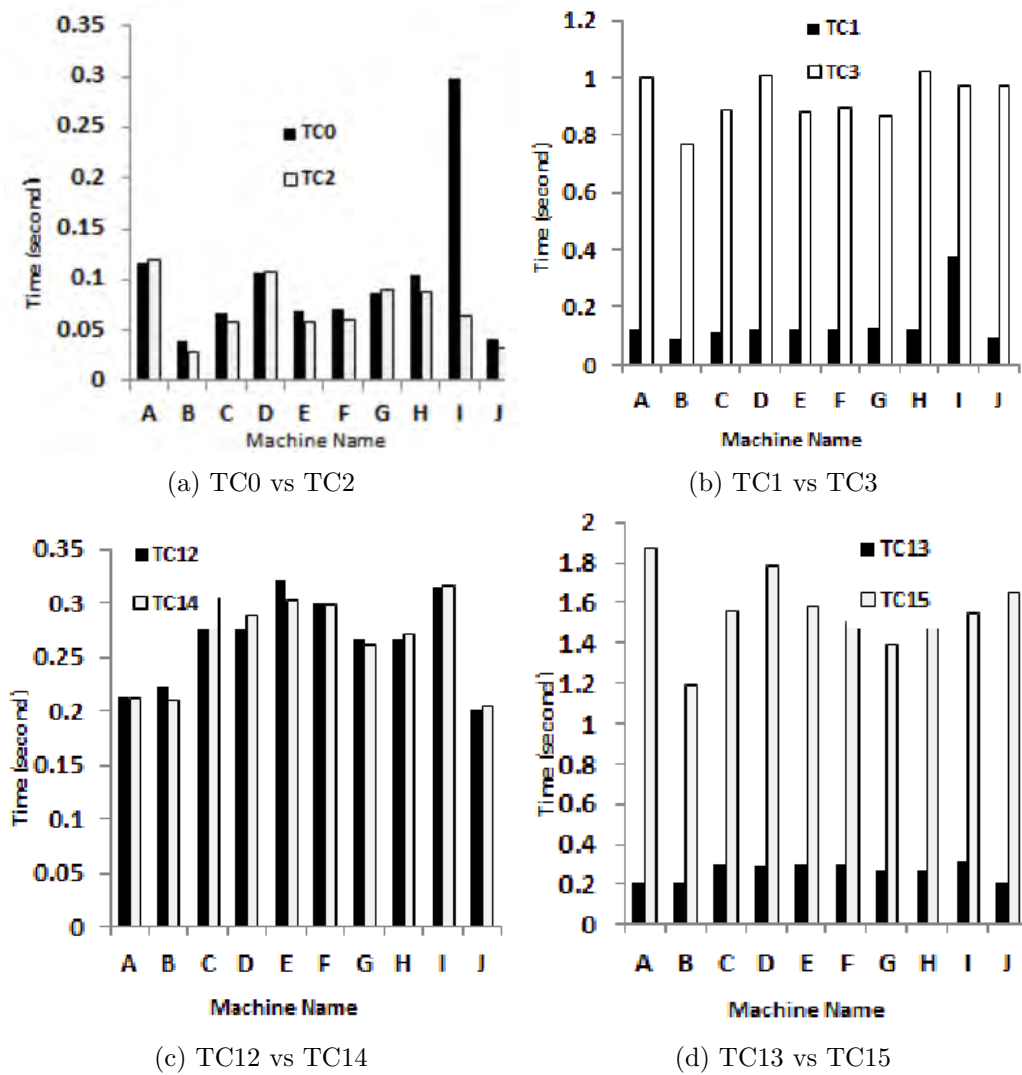 0.35
0.3
0.25
0.2
0.15
0.1
0.05
0
Time (second)
TC0
TC2
A B C D E F G H I J
Machine Name
(a) TC0 vs TC2
1.2
1
0.8
0.6
0.4
0.2
0
Time (second)
TC1
TC3
A B C D E F G H I J
Machine Name
(b) TC1 vs TC3
0.35
0.3
0.25
0.2
0.15
0.1
0.05
0
Time (second)
TC12
TC14
A B C D E F G H I J
Machine Name
(c) TC12 vs TC14
2
1.8
1.6
1.4
1.2
1
0.8
0.6
0.4
0.2
0
Time (second)
TC13
TC15
A B C D E F G H I J
Machine Name
(d) TC13 vs TC15